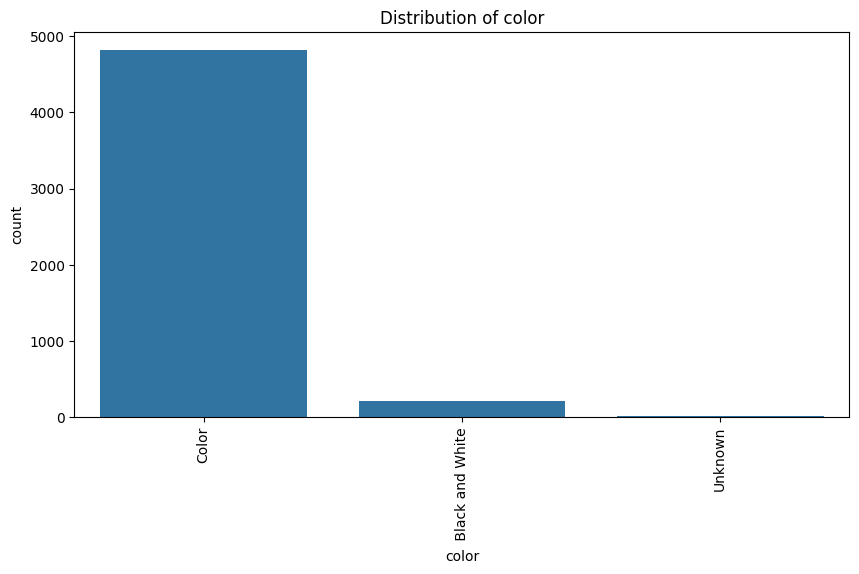 Distribution of color
5000
4000
3000
2000
1000
0
count
Color
Black and White
Unknown
color